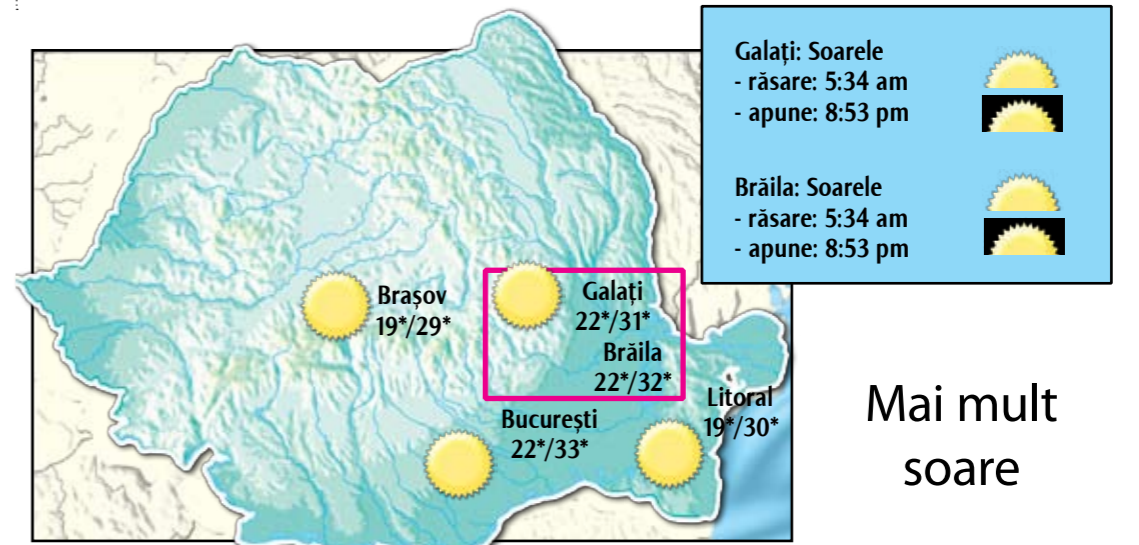 Galați: Soarele
- răsare: 5:34 am
- apune: 8:53 pm
Brăila: Soarele
- răsare: 5:34 am
- apune: 8:53 pm
Brașov
19*/29*
Galați
22*/31*
Brăila
22*/32*
Litoral
19*/30*
București
22*/33*
Mai mult
soare